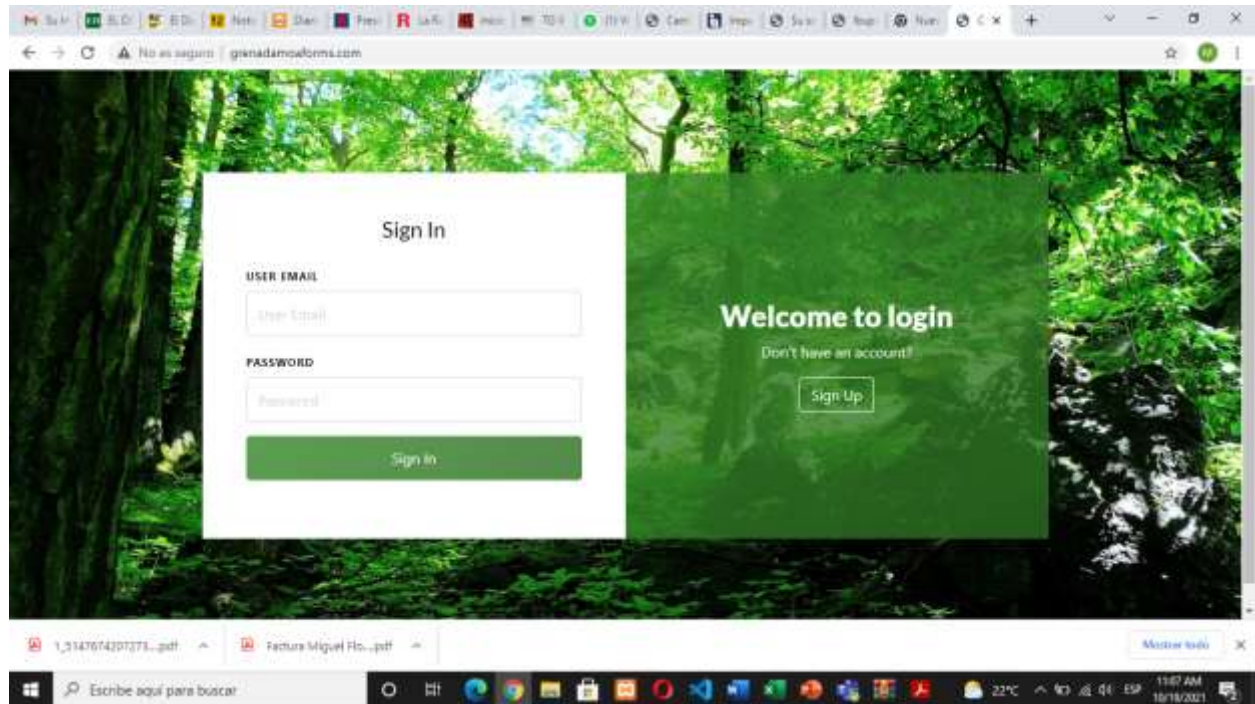 No es seguro grenadamoaforms.com
Sign In
USER EMAIL
User Email
PASSWORD
Password
Sign In
Welcome to login
Don't have an account?
Sign Up
Factura Miguel Flo....pdf
Mostrar todo
Escribe aquí para buscar
22°C
ESP
11:07 AM